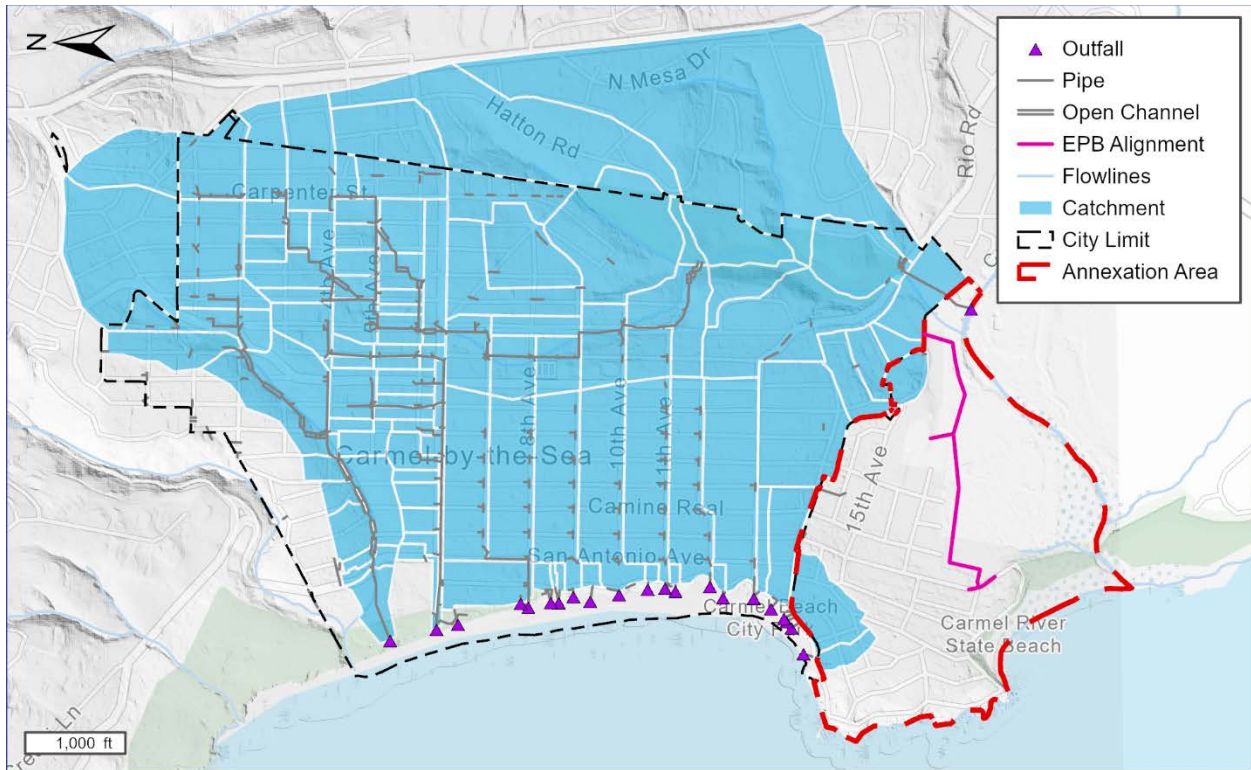 N
Outfall
Pipe
Open Channel
EPB Alignment
Flowlines
Catchment
City Limit
Annexation Area
N Mesa Dr
Hatton Rd
Rio Rd
Carpenter St
Carmel-by-the-Sea
8th Ave
10th Ave
11th Ave
15th Ave
Camino Real
San Antonio Ave
Carmel Beach
City
Carmel River
State Beach
Ln
1,000 ft